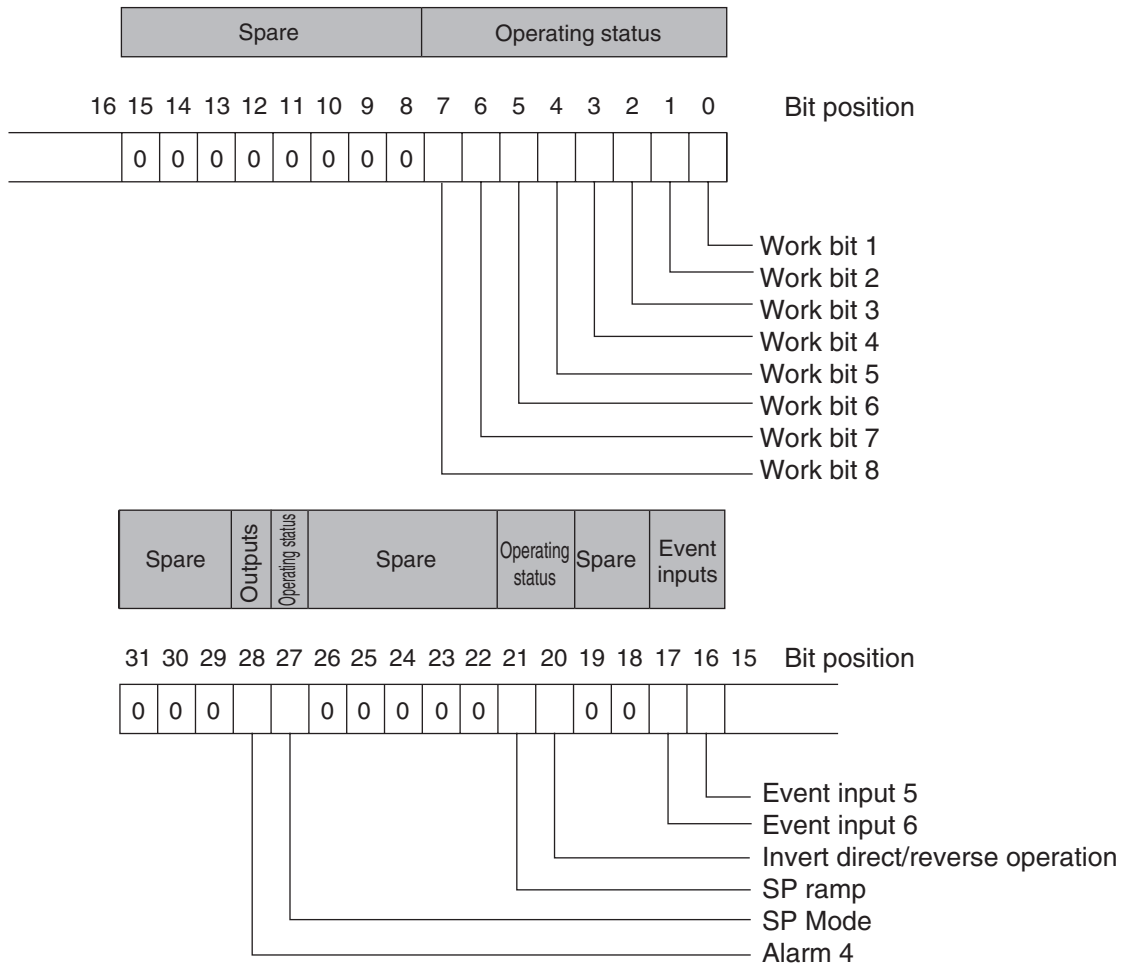 Spare Operating status
16 15 14 13 12 11 10 9 8 7 6 5 4 3 2 1 0 Bit position
0 0 0 0 0 0 0 0
Work bit 1
Work bit 2
Work bit 3
Work bit 4
Work bit 5
Work bit 6
Work bit 7
Work bit 8
Spare Outputs Operating status Spare Operating status Spare Event inputs
31 30 29 28 27 26 25 24 23 22 21 20 19 18 17 16 15 Bit position
0 0 0 0 0 0 0 0 0 0
Event input 5
Event input 6
Invert direct/reverse operation
SP ramp
SP Mode
Alarm 4